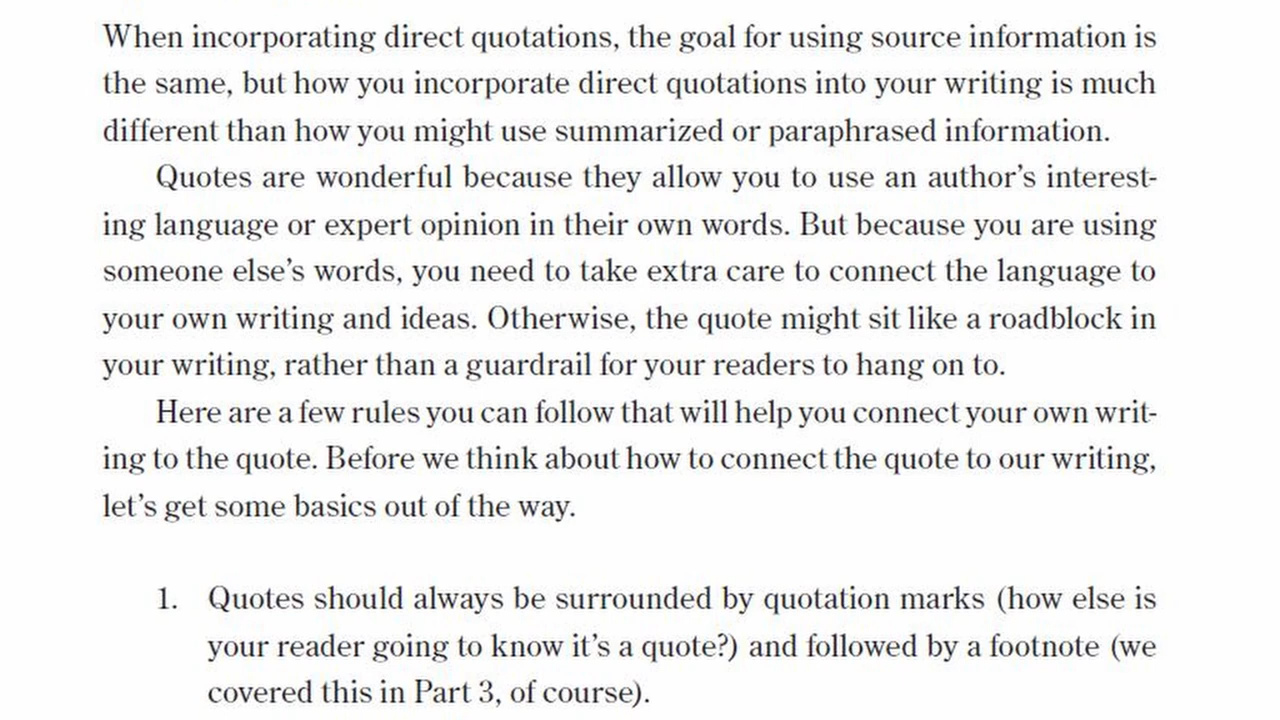 When incorporating direct quotations, the goal for using source information is
the same, but how you incorporate direct quotations into your writing is much
different than how you might use summarized or paraphrased information.
Quotes are wonderful because they allow you to use an author’s interest-
ing language or expert opinion in their own words. But because you are using
someone else’s words, you need to take extra care to connect the language to
your own writing and ideas. Otherwise, the quote might sit like a roadblock in
your writing, rather than a guardrail for your readers to hang on to.
Here are a few rules you can follow that will help you connect your own writ-
ing to the quote. Before we think about how to connect the quote to our writing,
let’s get some basics out of the way.
1. Quotes should always be surrounded by quotation marks (how else is
your reader going to know it’s a quote?) and followed by a footnote (we
covered this in Part 3, of course).